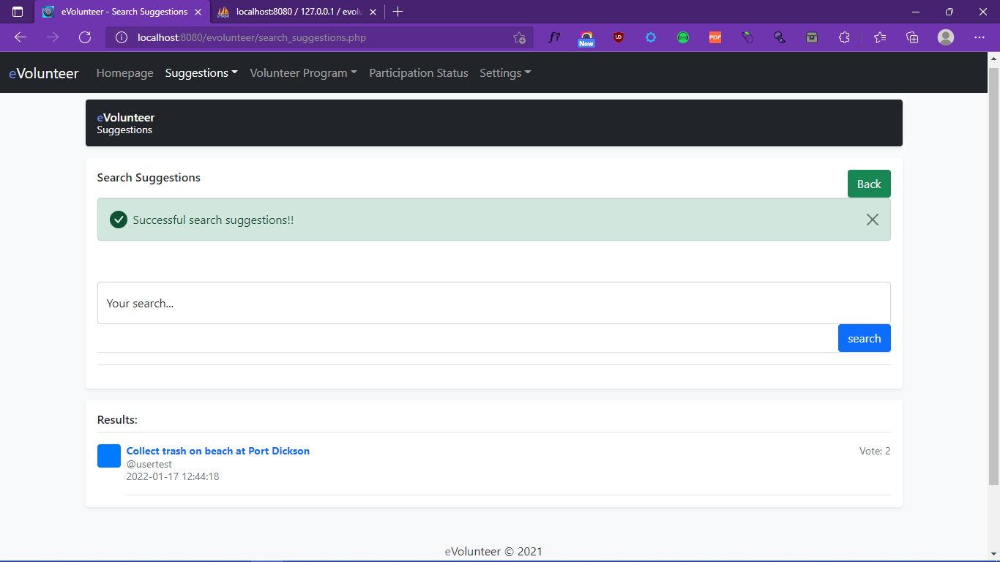 eVolunteer - Search Suggestions
localhost:8080 / 127.0.0.1 / evolu
localhost:8080/evolunteer/search_suggestions.php
f?
New
UD
PDF
eVolunteer Homepage Suggestions Volunteer Program Participation Status Settings
eVolunteer
Suggestions
Search Suggestions
Back
Successful search suggestions!!
Your search...
search
Results:
Collect trash on beach at Port Dickson
Vote: 2
@usertest
2022-01-17 12:44:18
eVolunteer © 2021